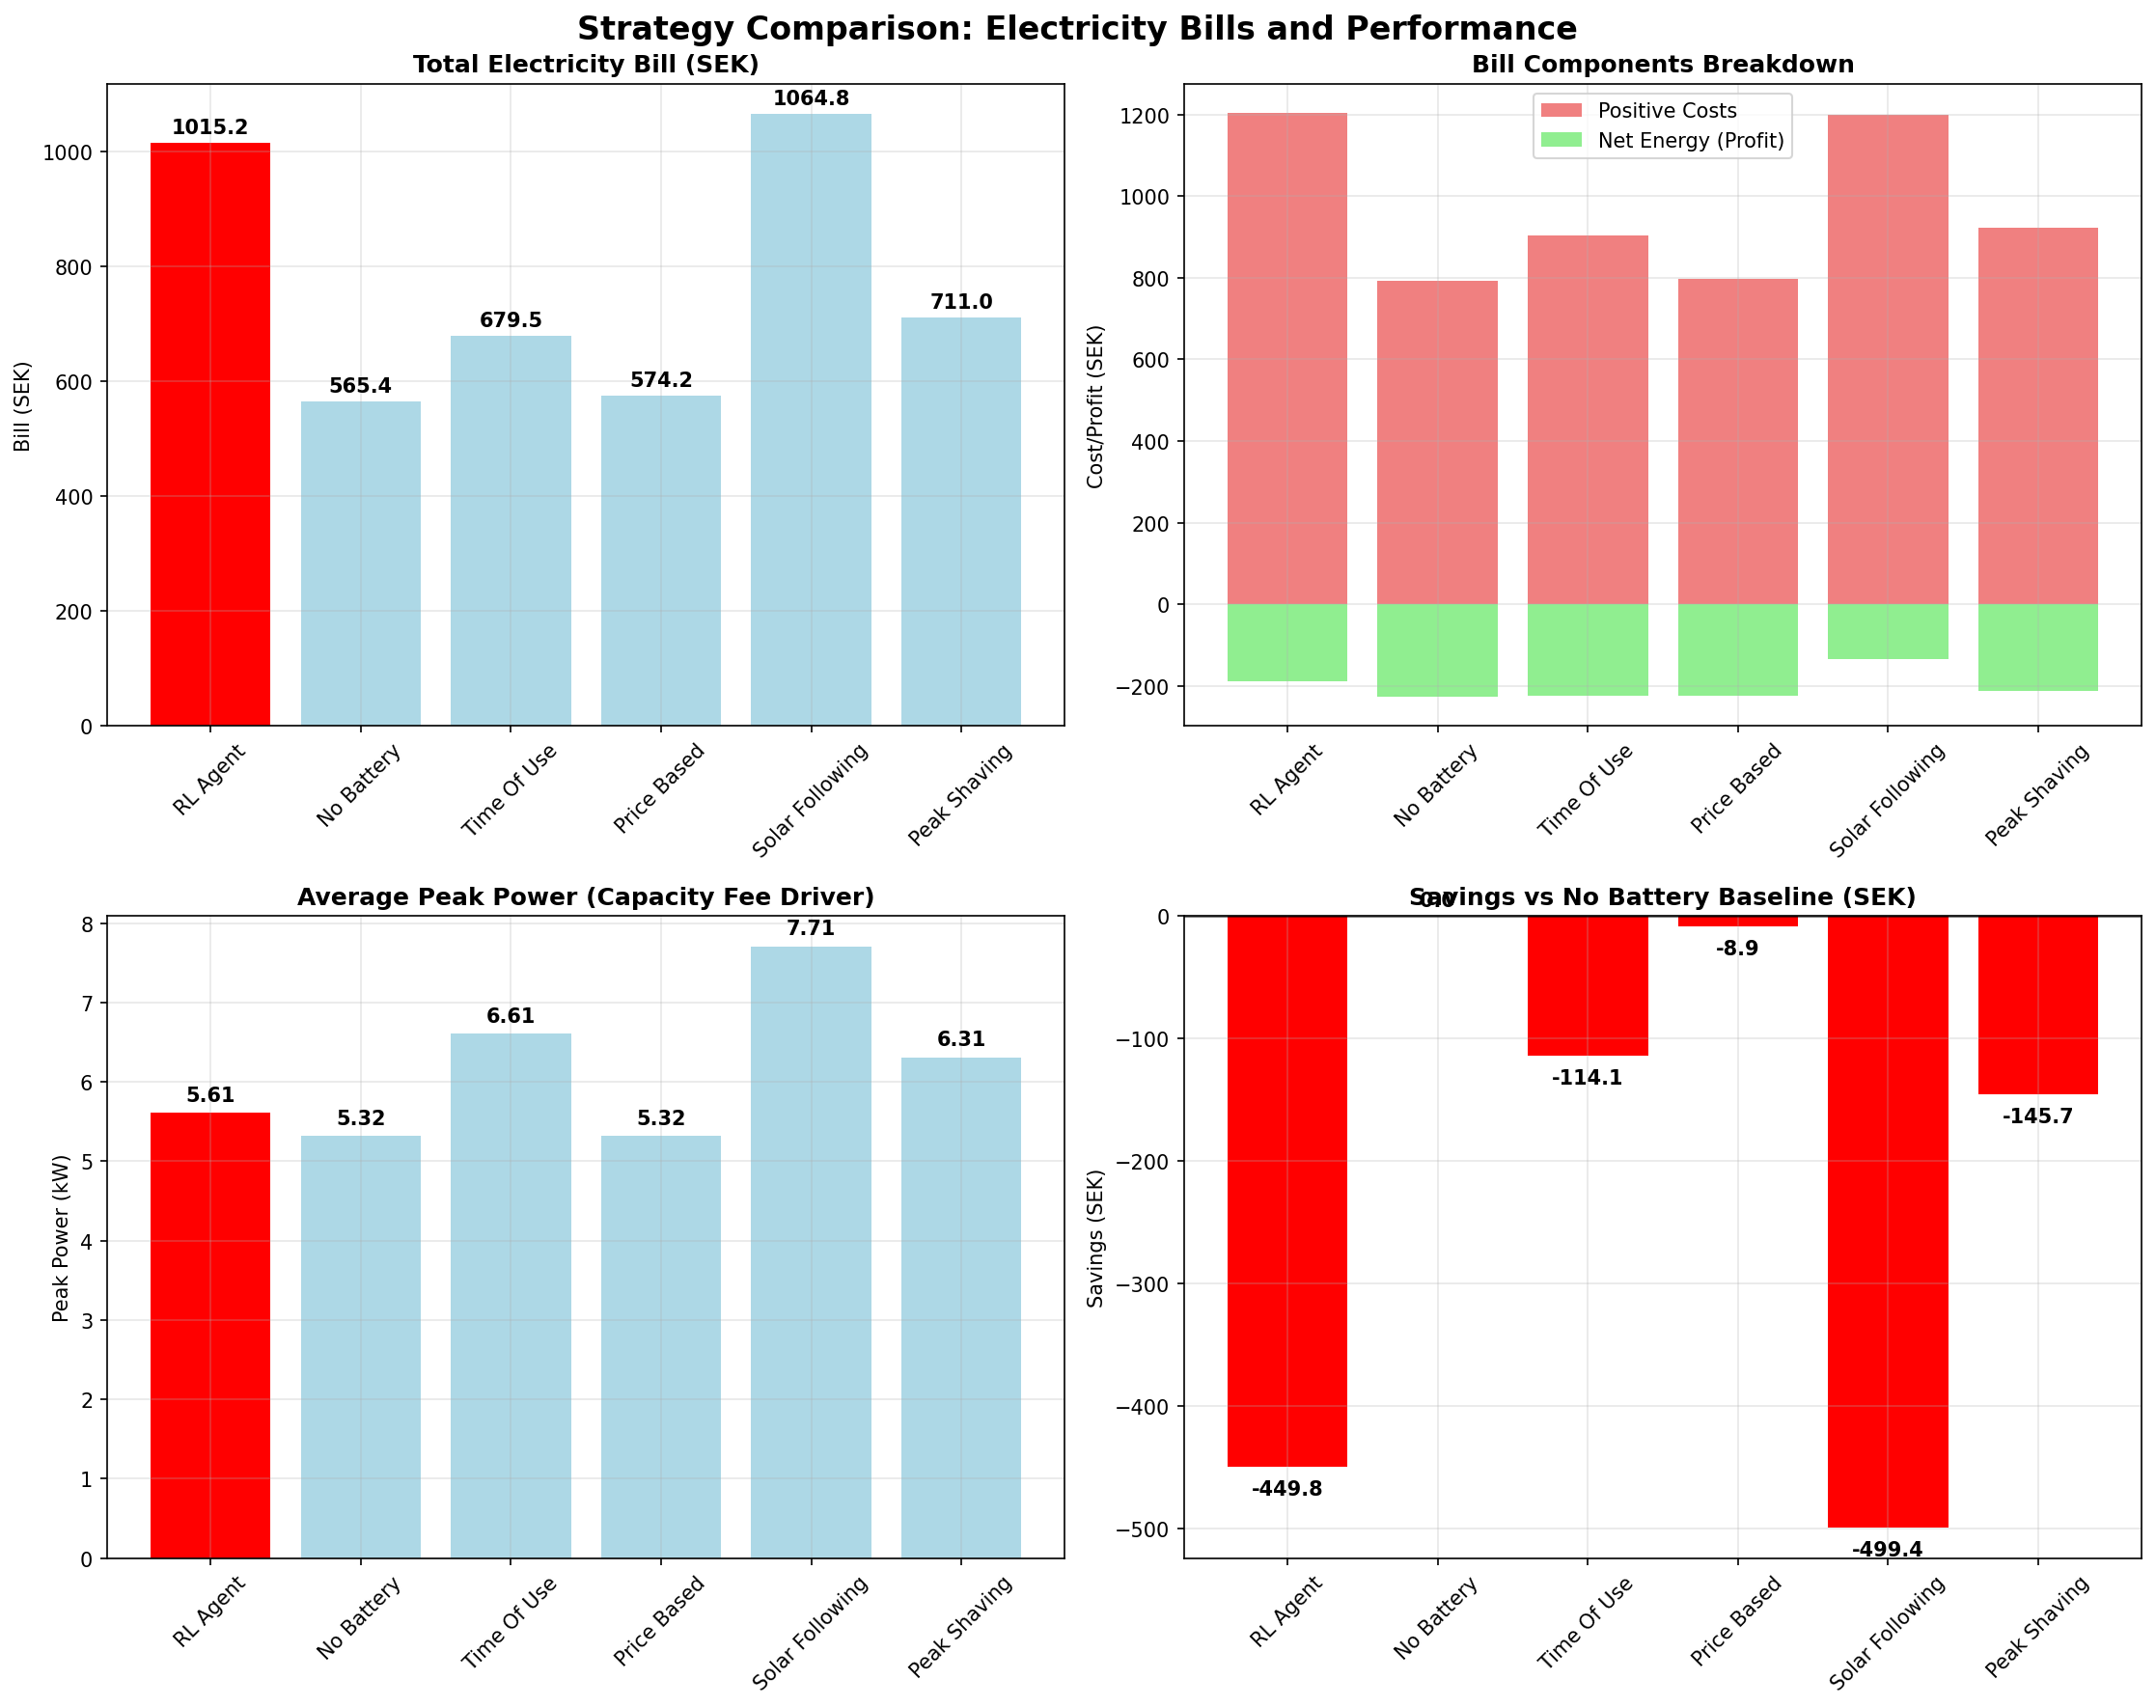 Strategy Comparison: Electricity Bills and Performance
Total Electricity Bill (SEK)
Bill (SEK)
1000
800
600
400
200
0
1015.2
565.4
679.5
574.2
1064.8
711.0
RL Agent
No Battery
Time Of Use
Price Based
Solar Following
Peak Shaving
Bill Components Breakdown
Cost/Profit (SEK)
1200
1000
800
600
400
200
0
−200
Positive Costs
Net Energy (Profit)
RL Agent
No Battery
Time Of Use
Price Based
Solar Following
Peak Shaving
Average Peak Power (Capacity Fee Driver)
Peak Power (kW)
8
7
6
5
4
3
2
1
0
5.61
5.32
6.61
5.32
7.71
6.31
RL Agent
No Battery
Time Of Use
Price Based
Solar Following
Peak Shaving
Savings vs No Battery Baseline (SEK)
Savings (SEK)
0
−100
−200
−300
−400
−500
-449.8
0.0
-114.1
-8.9
-499.4
-145.7
RL Agent
No Battery
Time Of Use
Price Based
Solar Following
Peak Shaving